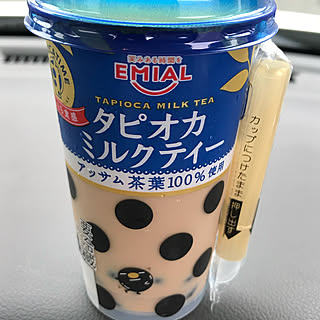 EMIAL
TAPIOCA MILK TEA
タピオカ
ミルクティー
アッサム茶葉100%使用
カップにつけたまま押し出す